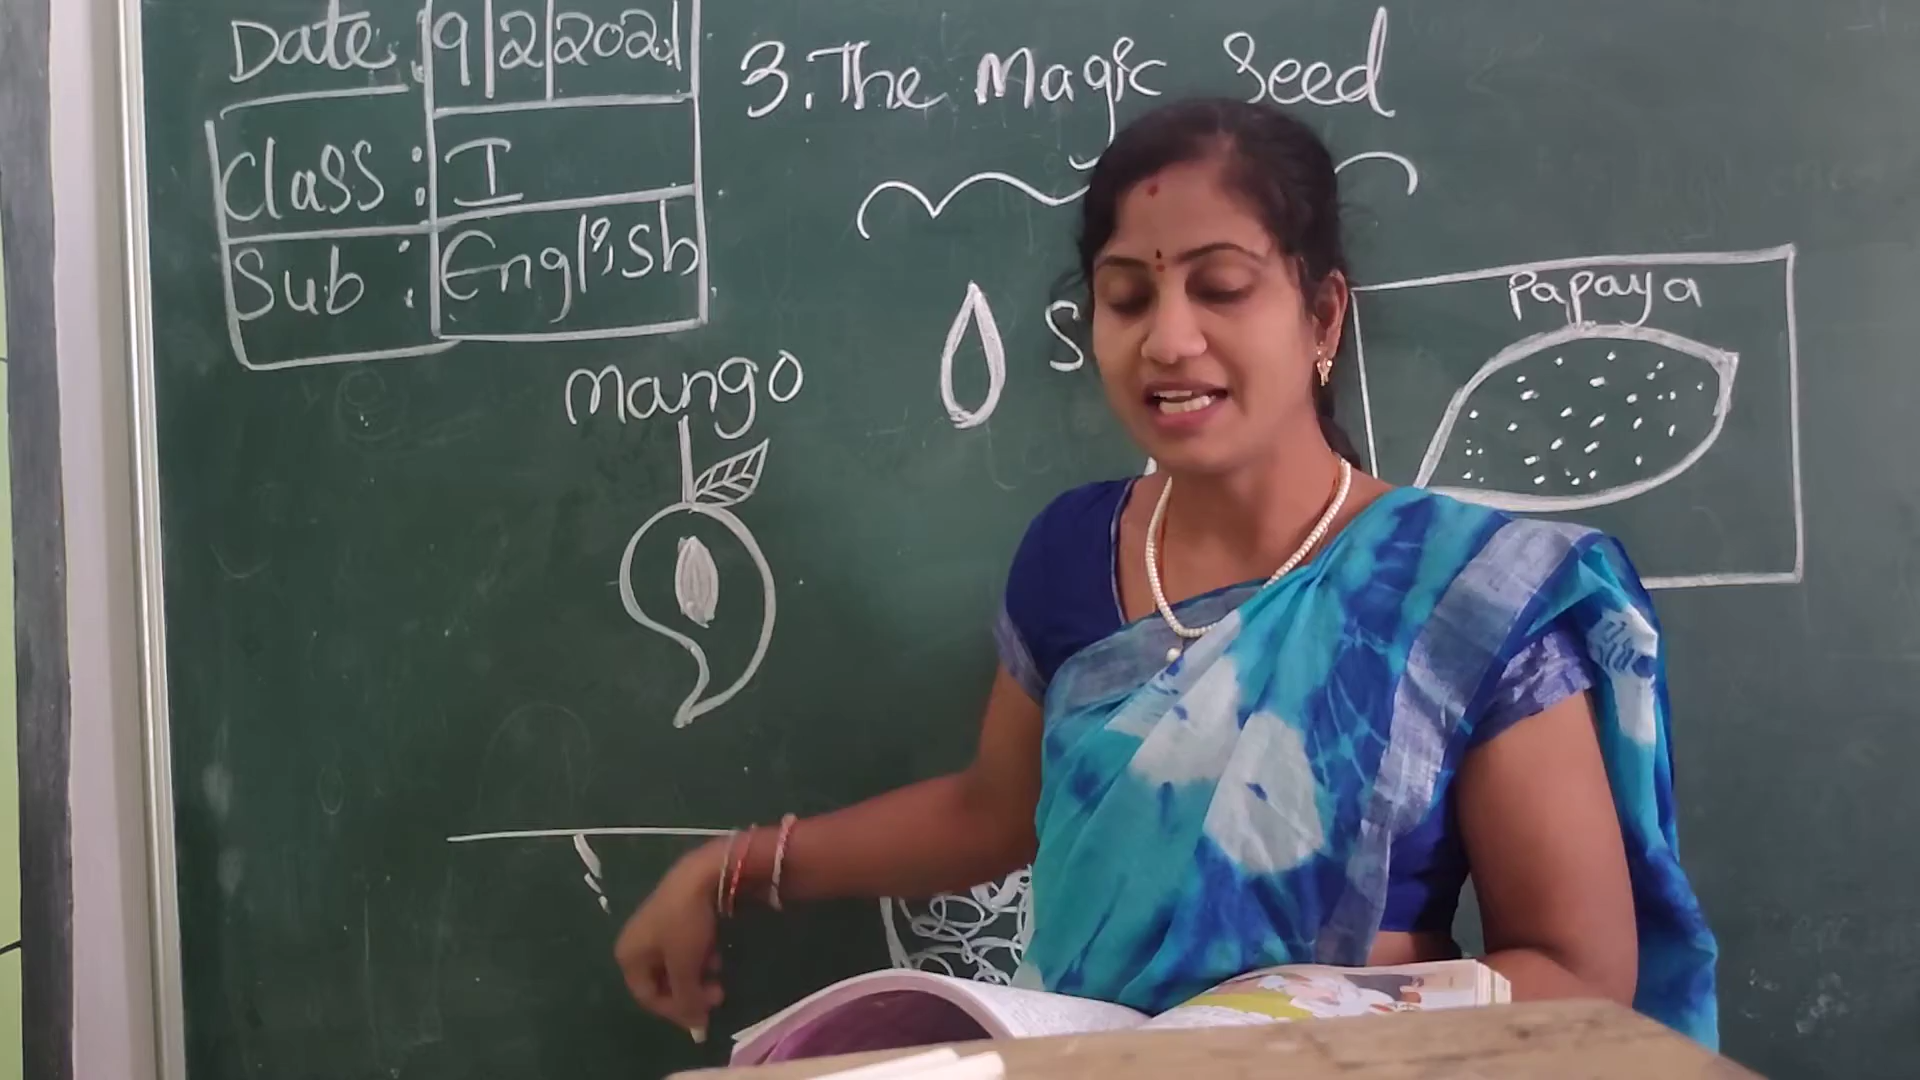 Date : 9/2/2021
3. The Magic Seed
Class : I
Sub : English
Papaya
mango